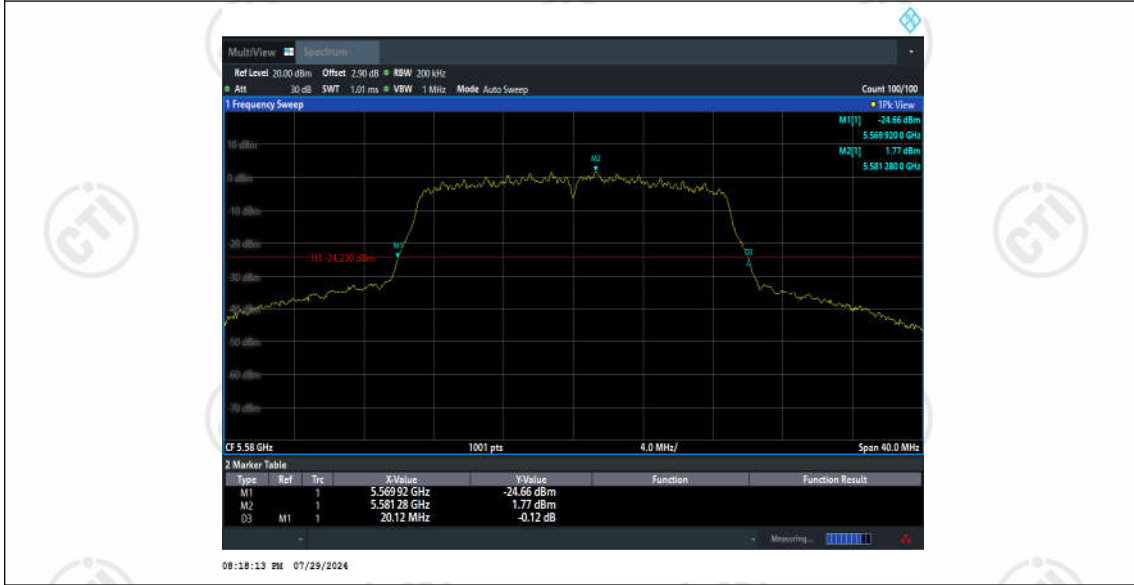 MultiView Spectrum
Ref Level 20.00 dBm Offset 2.90 dB RBW 200 kHz
Att 30 dB SWT 1.01 ms VBW 1 MHz Mode Auto Sweep Count 100/100
1 Frequency Sweep 1Pk View
M1[1] -24.66 dBm
5.569 920 0 GHz
10 dBm
M2[1] 1.77 dBm
M2
5.581 280 0 GHz
0 dBm
-10 dBm
-20 dBm
M1
D3
H1 -24.230 dBm
-30 dBm
-40 dBm
-50 dBm
-60 dBm
-70 dBm
CF 5.58 GHz 1001 pts 4.0 MHz/ Span 40.0 MHz
2 Marker Table
Type Ref Trc X-Value Y-Value Function Function Result
M1 1 5.569 92 GHz -24.66 dBm
M2 1 5.581 28 GHz 1.77 dBm
D3 M1 1 20.12 MHz -0.12 dB
Measuring...
08:18:13 PM 07/29/2024
CTI
CTI